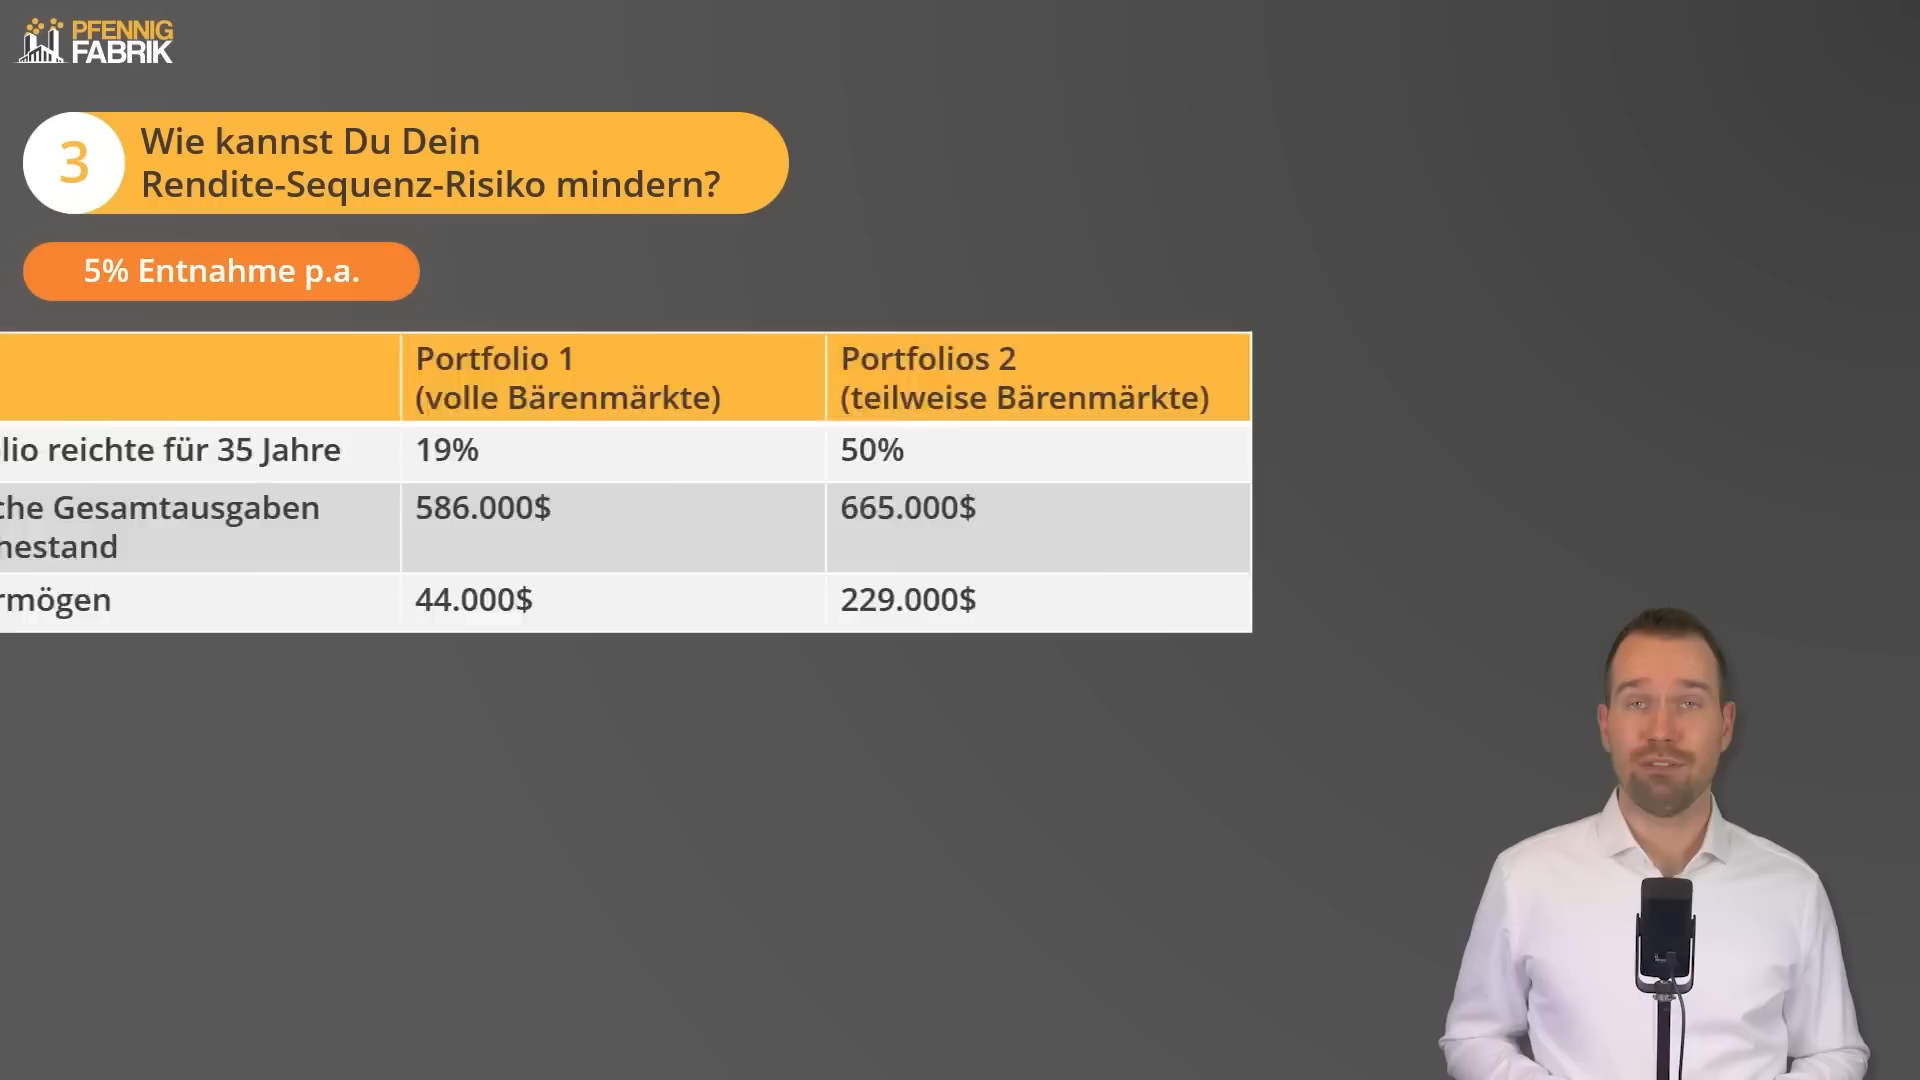 PFENNIG
FABRIK
3
Wie kannst Du Dein
Rendite-Sequenz-Risiko mindern?
5% Entnahme p.a.
Portfolio 1
(volle Bärenmärkte)
Portfolios 2
(teilweise Bärenmärkte)
lio reichte für 35 Jahre
19%
50%
che Gesamtausgaben
hestand
586.000$
665.000$
rmögen
44.000$
229.000$